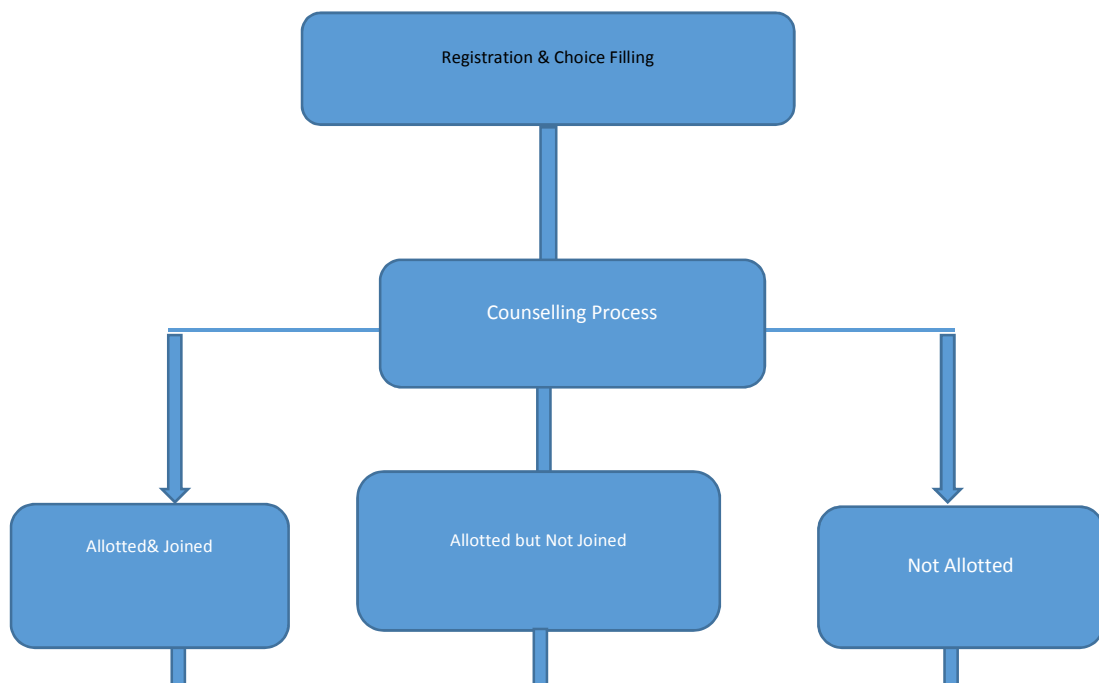 Registration & Choice Filling
Counselling Process
Allotted& Joined
Allotted but Not Joined
Not Allotted